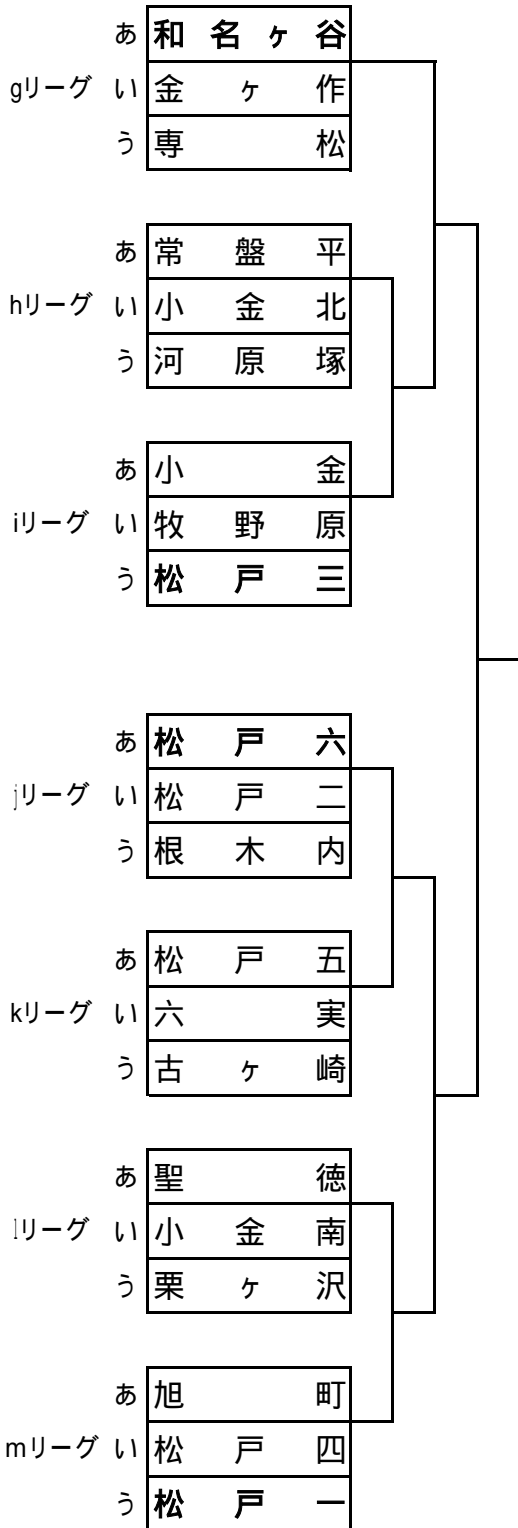 あ 和名ヶ谷
gリーグ い 金ヶ作
う 専松
あ 常盤平
hリーグ い 小金北
う 河原塚
あ 小金
iリーグ い 牧野原
う 松戸三
あ 松戸六
jリーグ い 松戸二
う 根木内
あ 松戸五
kリーグ い 六実
う 古ヶ崎
あ 聖徳
lリーグ い 小金南
う 栗ヶ沢
あ 旭町
mリーグ い 松戸四
う 松戸一